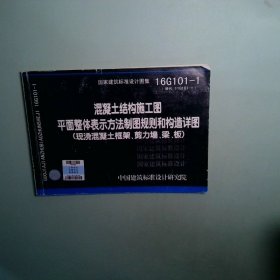 国家建筑标准设计图集 16G101-1
混凝土结构施工图
平面整体表示方法制图规则和构造详图
(现浇混凝土框架、剪力墙、梁、板)
中国建筑标准设计研究院
16G101-1